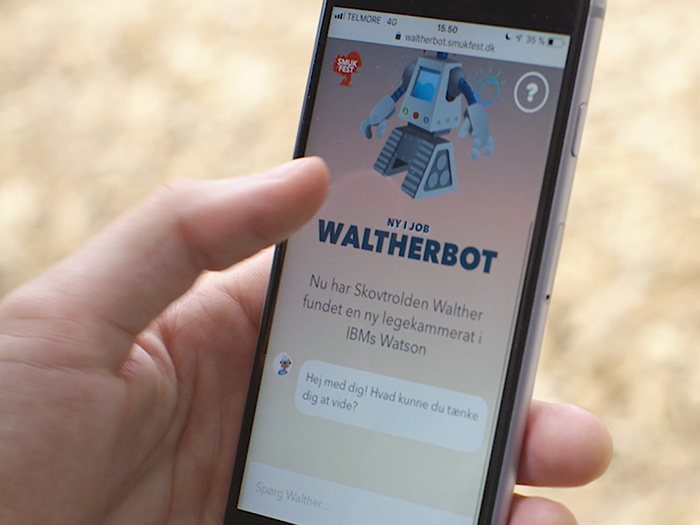 TELMORE 4G
15.50
35 %
waltherbot.smukfest.dk
SMUK
FEST
?
NY I JOB
WALTHERBOT
Nu har Skovtrolden Walther
fundet en ny legekammerat i
IBMs Watson
Hej med dig! Hvad kunne du tænke
dig at vide?
Spørg Walther...